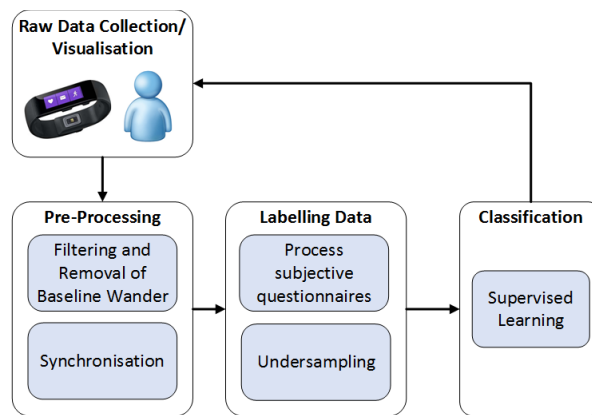 Raw Data Collection/
Visualisation
Pre-Processing
Filtering and
Removal of
Baseline Wander
Synchronisation
Labelling Data
Process
subjective
questionnaires
Undersampling
Classification
Supervised
Learning